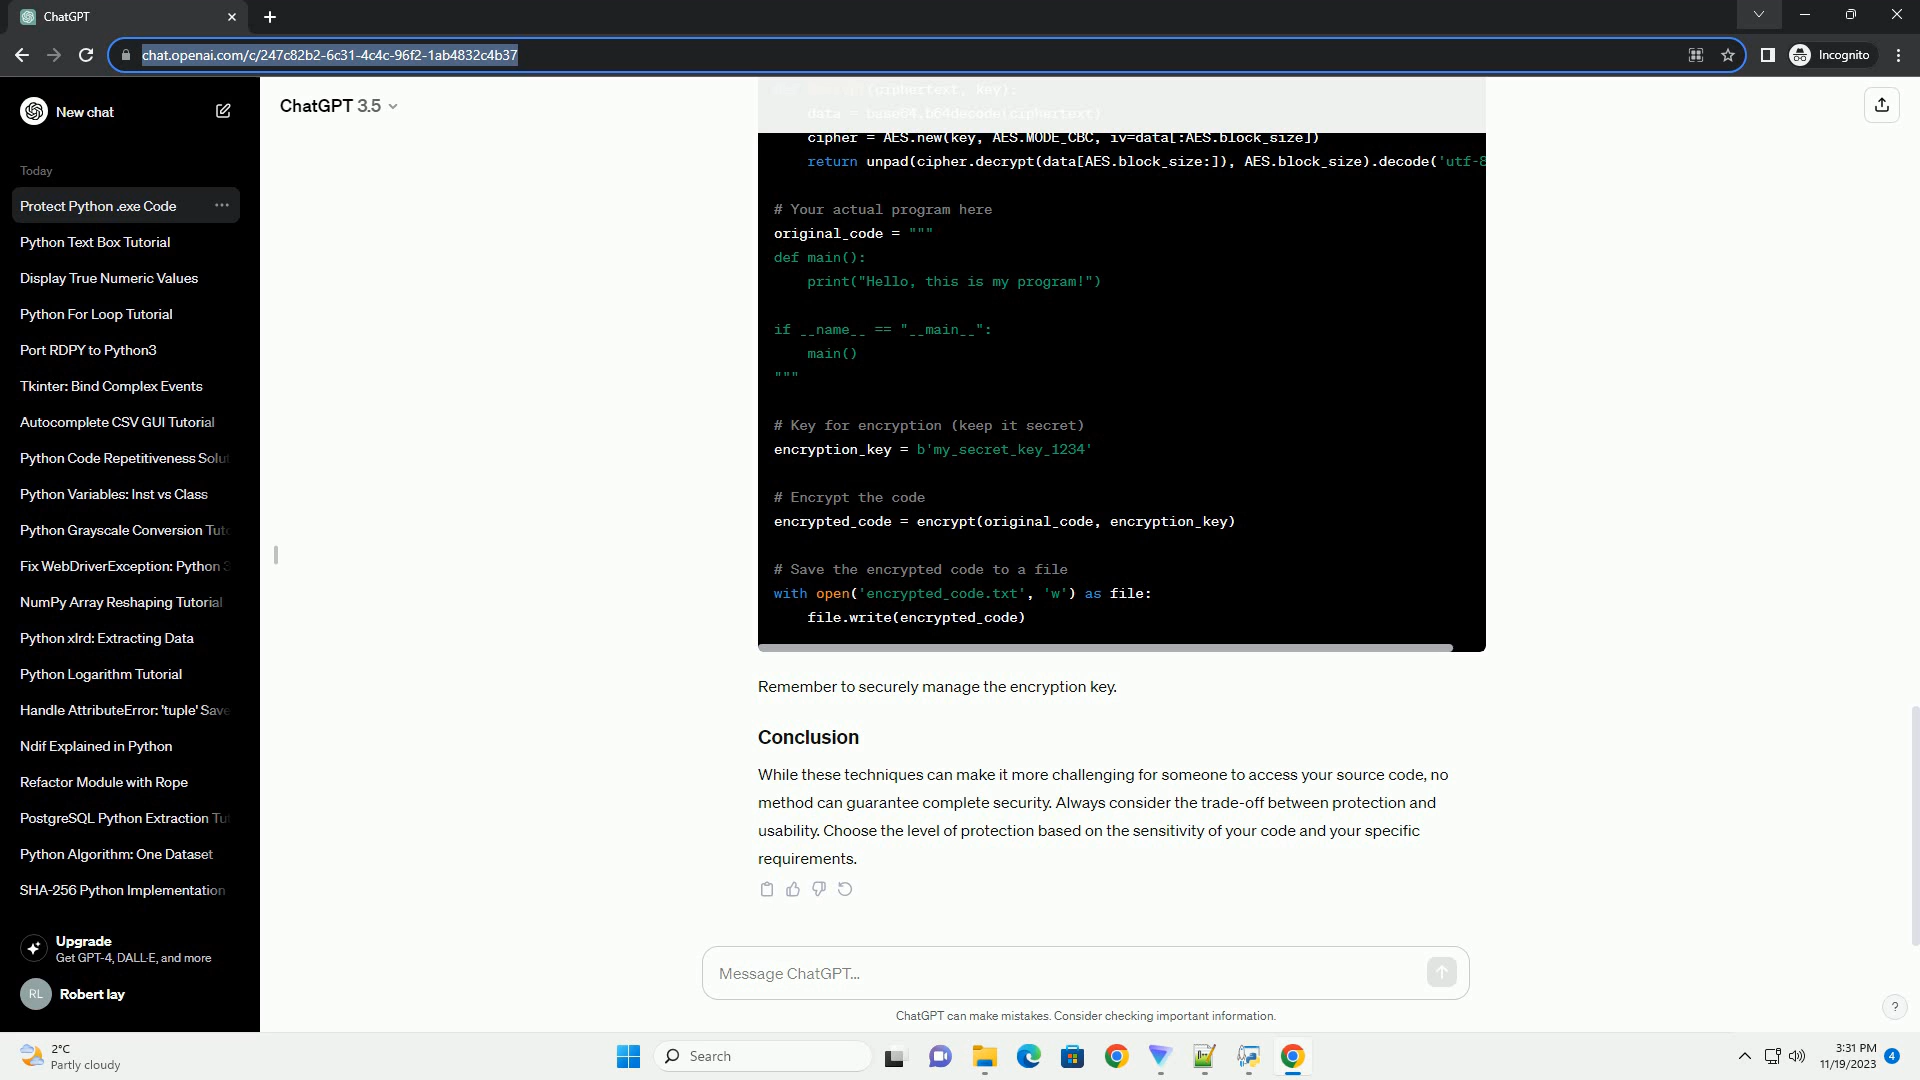 ChatGPT
chat.openai.com/c/247c82b2-6c31-4c4c-96f2-1ab4832c4b37
Incognito
New chat
Today
Protect Python .exe Code
Python Text Box Tutorial
Display True Numeric Values
Python For Loop Tutorial
Port RDPY to Python3
Tkinter: Bind Complex Events
Autocomplete CSV GUI Tutorial
Python Code Repetitiveness Solu
Python Variables: Inst vs Class
Python Grayscale Conversion Tuto
Fix WebDriverException: Python 3
NumPy Array Reshaping Tutorial
Python xlrd: Extracting Data
Python Logarithm Tutorial
Handle AttributeError: 'tuple' Save
Ndif Explained in Python
Refactor Module with Rope
PostgreSQL Python Extraction Tut
Python Algorithm: One Dataset
SHA-256 Python Implementation
Upgrade
Get GPT-4, DALL·E, and more
RL
Robert lay
ChatGPT 3.5
(ciphertext, key):
data = base64.b64decode(ciphertext)
cipher = AES.new(key, AES.MODE_CBC, iv=data[:AES.block_size])
return unpad(cipher.decrypt(data[AES.block_size:]), AES.block_size).decode('utf-8
# Your actual program here
original_code = """
def main():
print("Hello, this is my program!")
if __name__ == "__main__":
main()
"""
# Key for encryption (keep it secret)
encryption_key = b'my_secret_key_1234'
# Encrypt the code
encrypted_code = encrypt(original_code, encryption_key)
# Save the encrypted code to a file
with open('encrypted_code.txt', 'w') as file:
file.write(encrypted_code)
Remember to securely manage the encryption key.
Conclusion
While these techniques can make it more challenging for someone to access your source code, no
method can guarantee complete security. Always consider the trade-off between protection and
usability. Choose the level of protection based on the sensitivity of your code and your specific
requirements.
Message ChatGPT...
ChatGPT can make mistakes. Consider checking important information.
?
2°C
Partly cloudy
Search
3:31 PM
11/19/2023
4